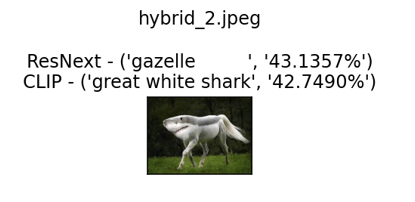 hybrid_2.jpeg
ResNext - ('gazelle         ', '43.1357%')
CLIP - ('great white shark', '42.7490%')